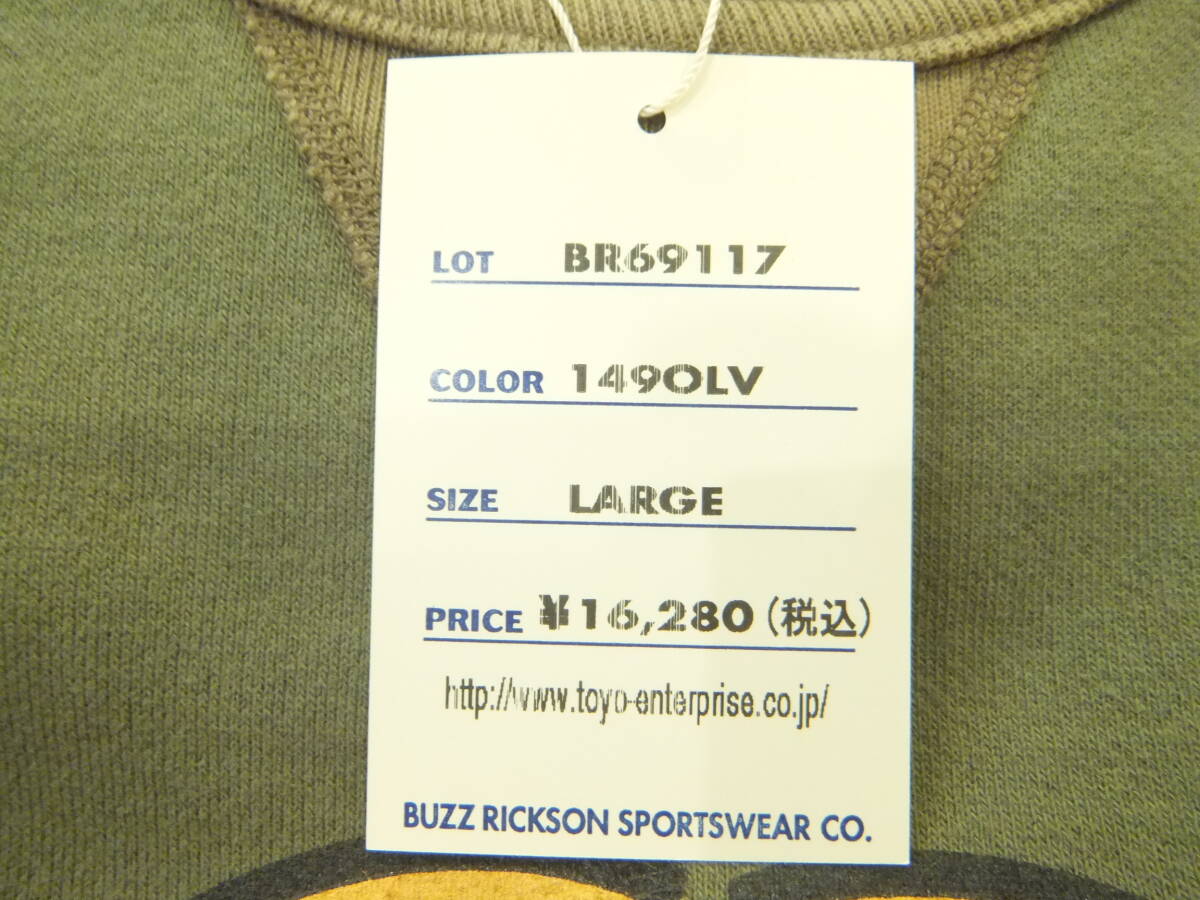 LOT BR69117
COLOR 149OLV
SIZE LARGE
PRICE ¥16,280(税込)
http://www.toyo-enterprise.co.jp/
BUZZ RICKSON SPORTSWEAR CO.